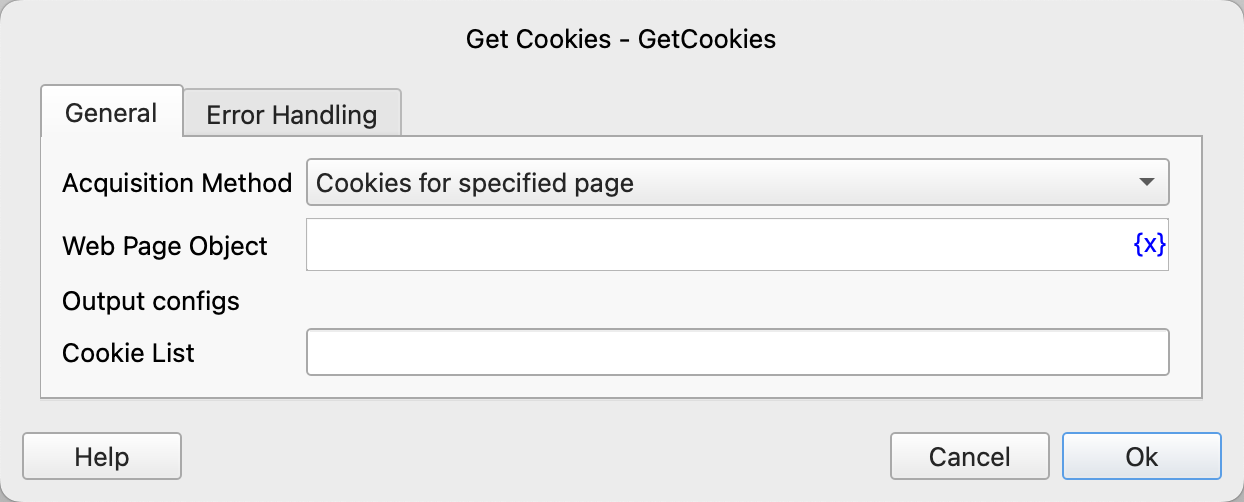 Get Cookies - GetCookies
General
Error Handling
Acquisition Method
Cookies for specified page
Web Page Object
{x}
Output configs
Cookie List
Help
Cancel
Ok